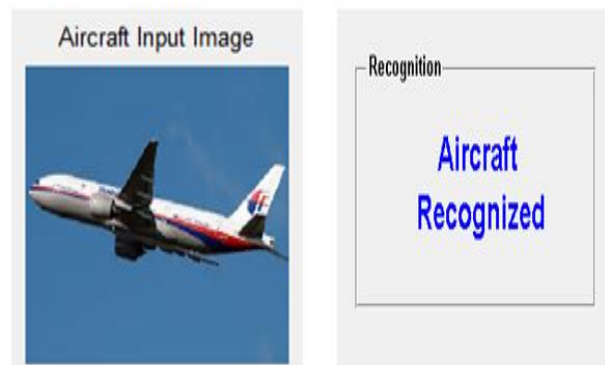 Aircraft Input Image
Recognition
Aircraft
Recognized